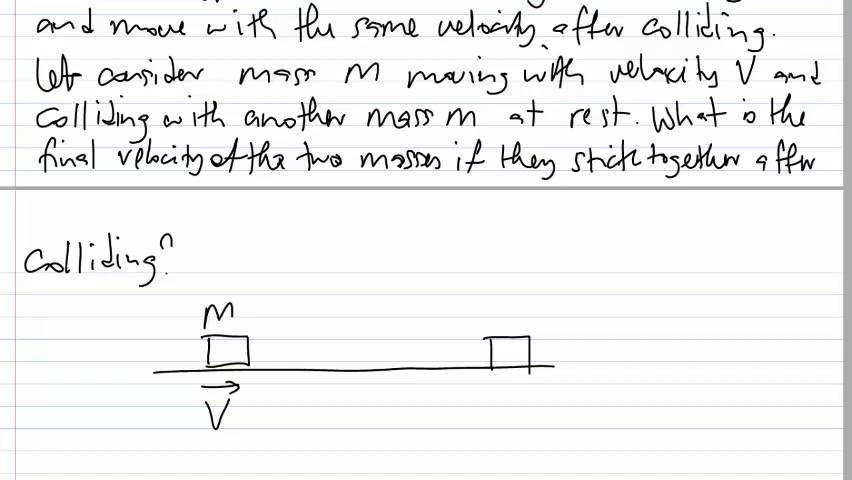 and move with the same velocity after colliding.
Let consider mass M moving with velocity V and
colliding with another mass m at rest. What is the
final velocity of the two masses if they stick together after
colliding?
M
V